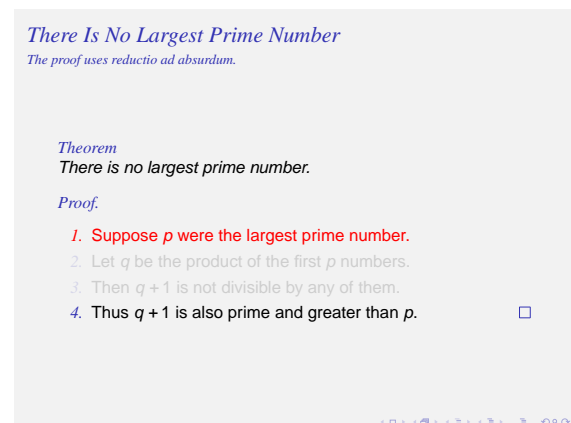 There Is No Largest Prime Number
The proof uses reductio ad absurdum.
Theorem
There is no largest prime number.
Proof.
1. Suppose p were the largest prime number.
2. Let q be the product of the first p numbers.
3. Then q + 1 is not divisible by any of them.
4. Thus q + 1 is also prime and greater than p.